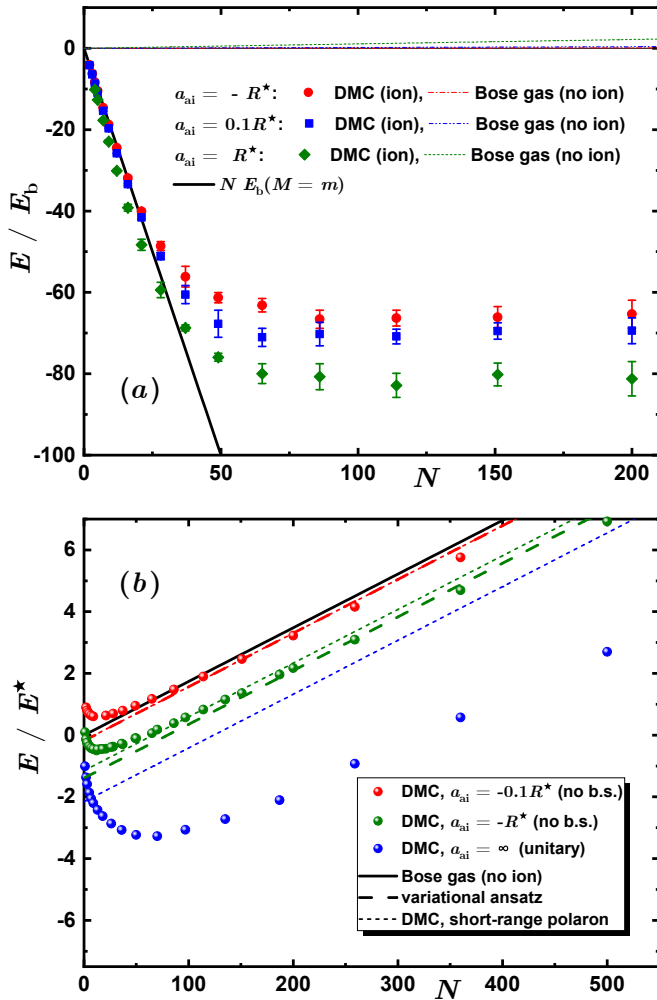 0
-20
-40
-60
-80
-100
E / E_b
a_ai = - R★: DMC (ion), Bose gas (no ion)
a_ai = 0.1R★: DMC (ion), Bose gas (no ion)
a_ai = R★: DMC (ion), Bose gas (no ion)
N E_b(M = m)
(a)
0 50 100 150 200
N
6
4
2
0
-2
-4
-6
E / E★
(b)
DMC, a_ai = -0.1R★ (no b.s.)
DMC, a_ai = -R★ (no b.s.)
DMC, a_ai = ∞ (unitary)
Bose gas (no ion)
variational ansatz
DMC, short-range polaron
0 100 200 300 400 500
N